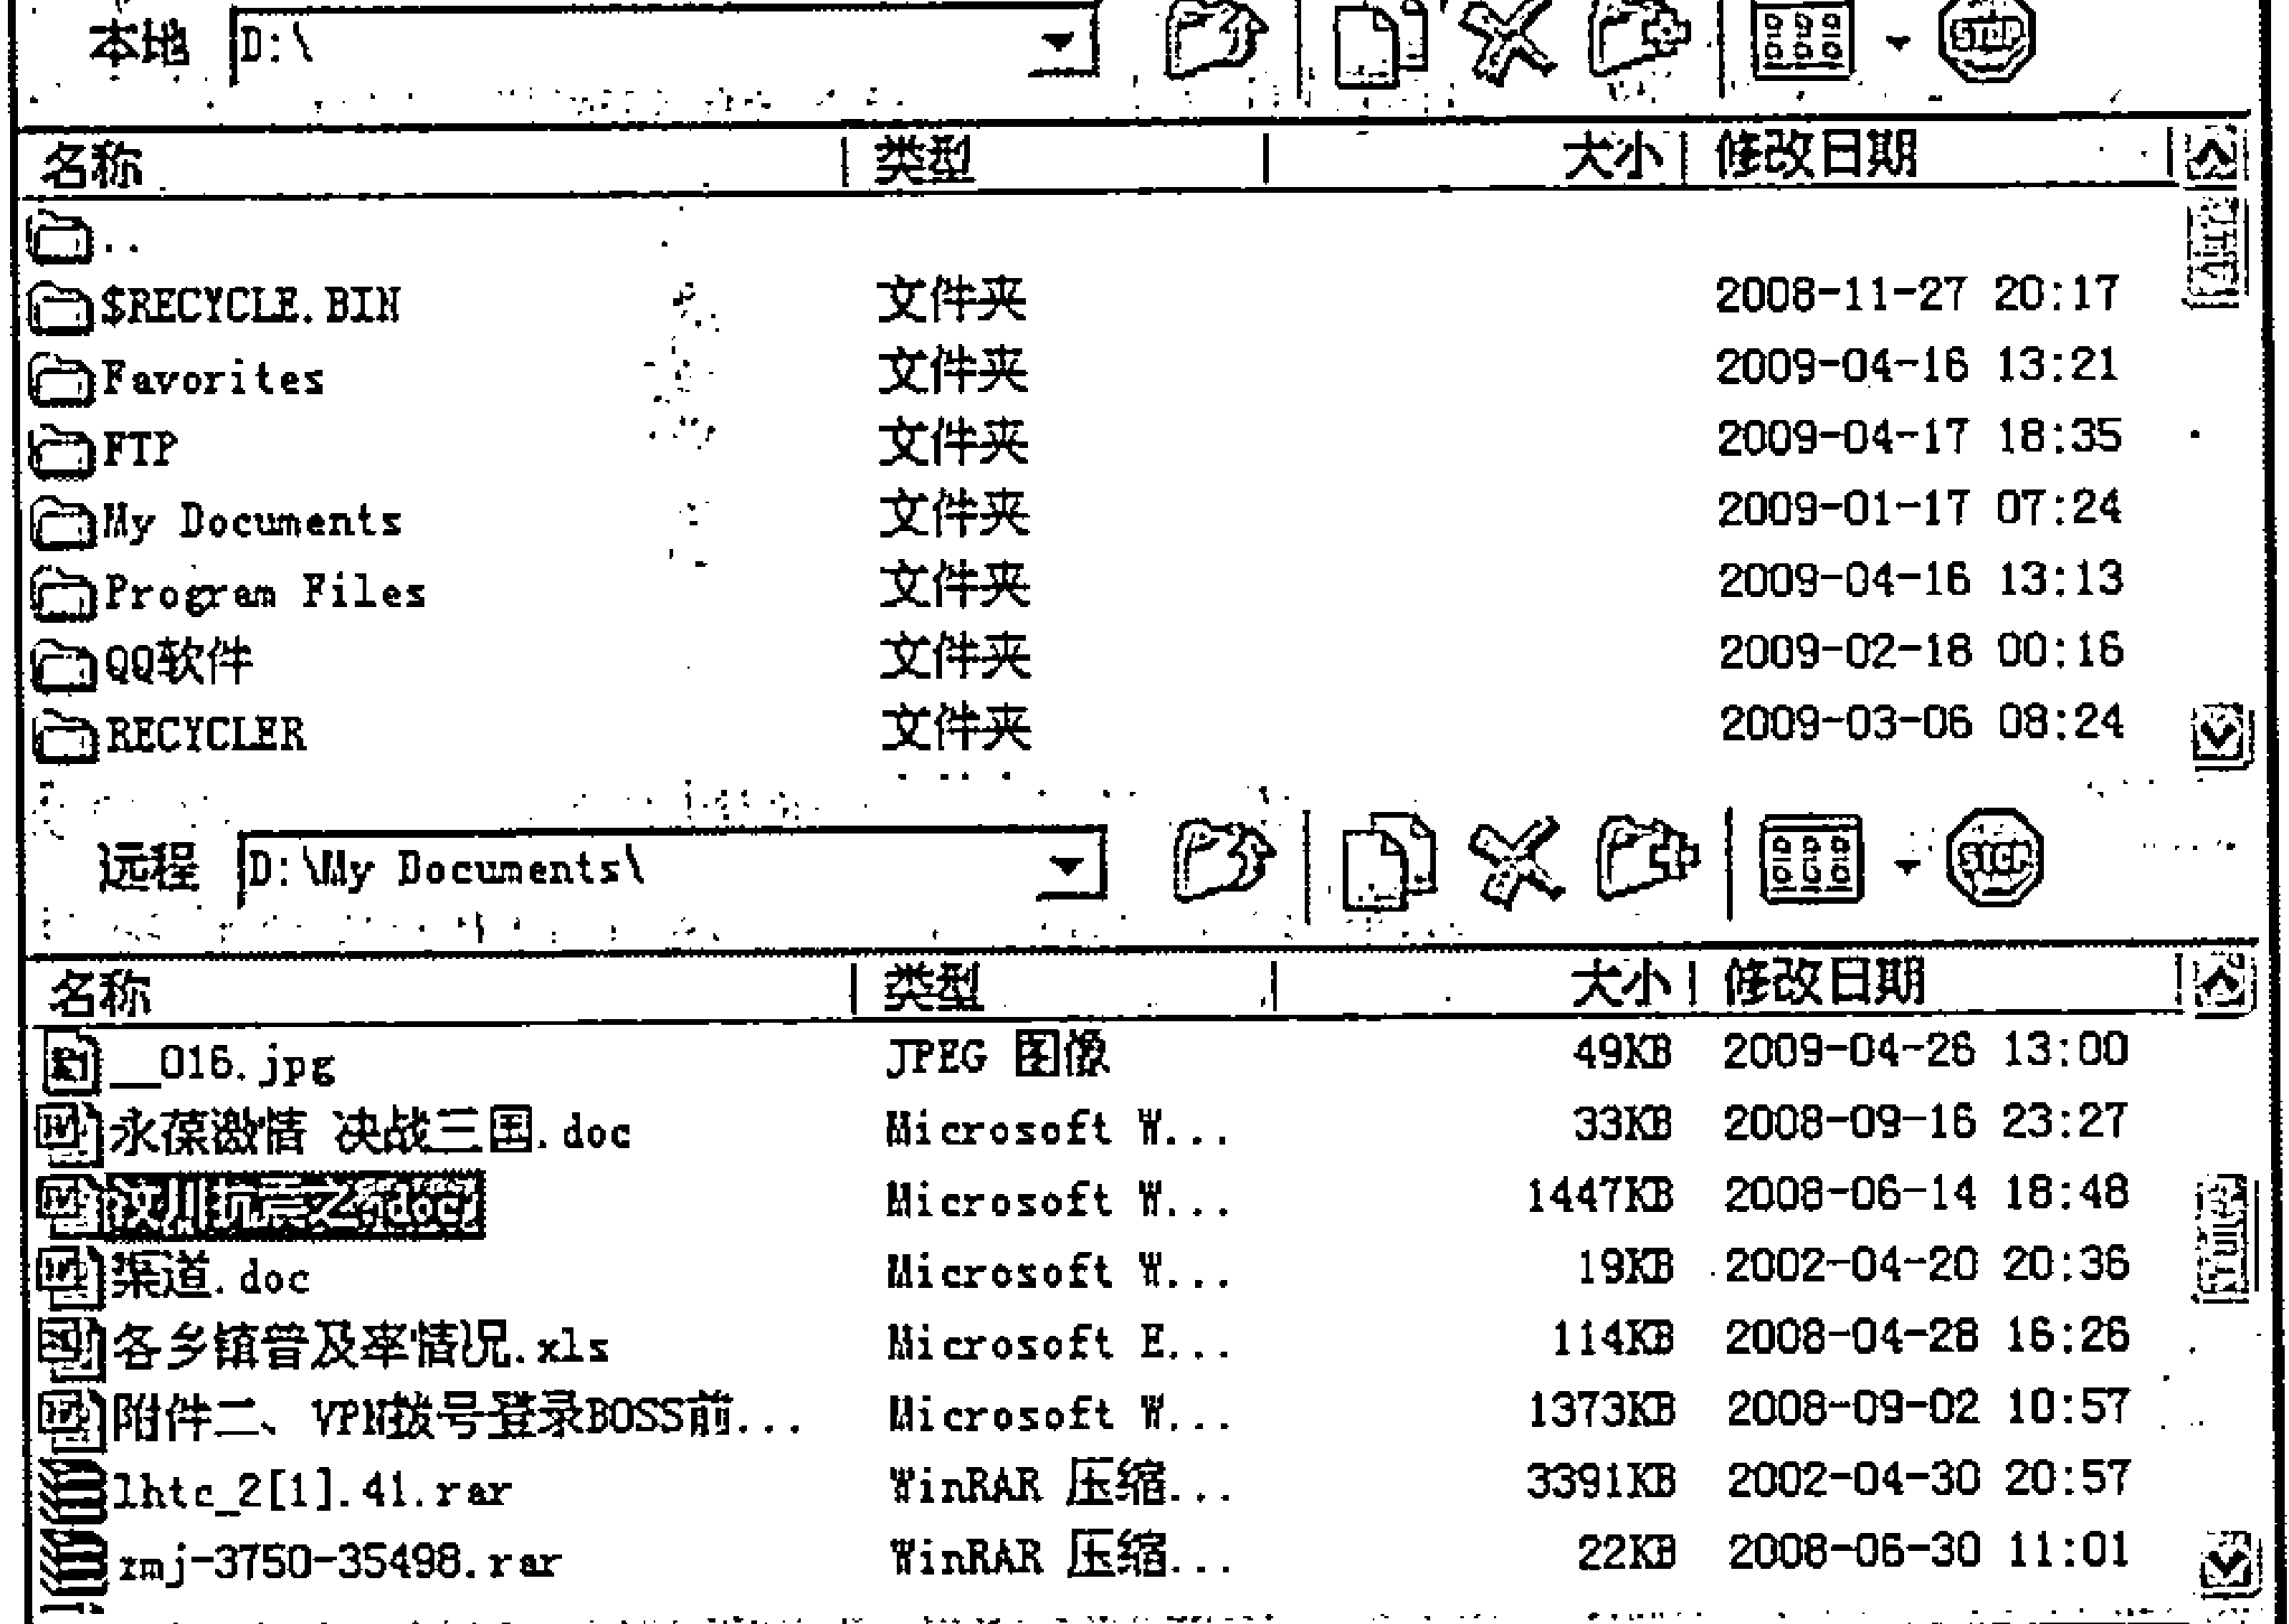 本地 D:\ STOP
名称 类型 大小 修改日期
..
$RECYCLE.BIN 文件夹 2008-11-27 20:17
Favorites 文件夹 2009-04-16 13:21
FTP 文件夹 2009-04-17 18:35
My Documents 文件夹 2009-01-17 07:24
Program Files 文件夹 2009-04-16 13:13
QQ软件 文件夹 2009-02-18 00:16
RECYCLER 文件夹 2009-03-06 08:24
远程 D:\My Documents\ STOP
名称 类型 大小 修改日期
__016.jpg JPEG 图像 49KB 2009-04-26 13:00
永葆激情 决战三国.doc Microsoft W... 33KB 2008-09-16 23:27
汶川抗震之 .doc Microsoft W... 1447KB 2008-06-14 18:48
渠道.doc Microsoft W... 19KB 2002-04-20 20:36
各乡镇普及率情况.xls Microsoft E... 114KB 2008-04-28 16:26
附件二、VPN拨号登录BOSS前... Microsoft W... 1373KB 2008-09-02 10:57
lhtc_2[1].41.rar WinRAR 压缩... 3391KB 2002-04-30 20:57
zmj-3750-35498.rar WinRAR 压缩... 22KB 2008-06-30 11:01